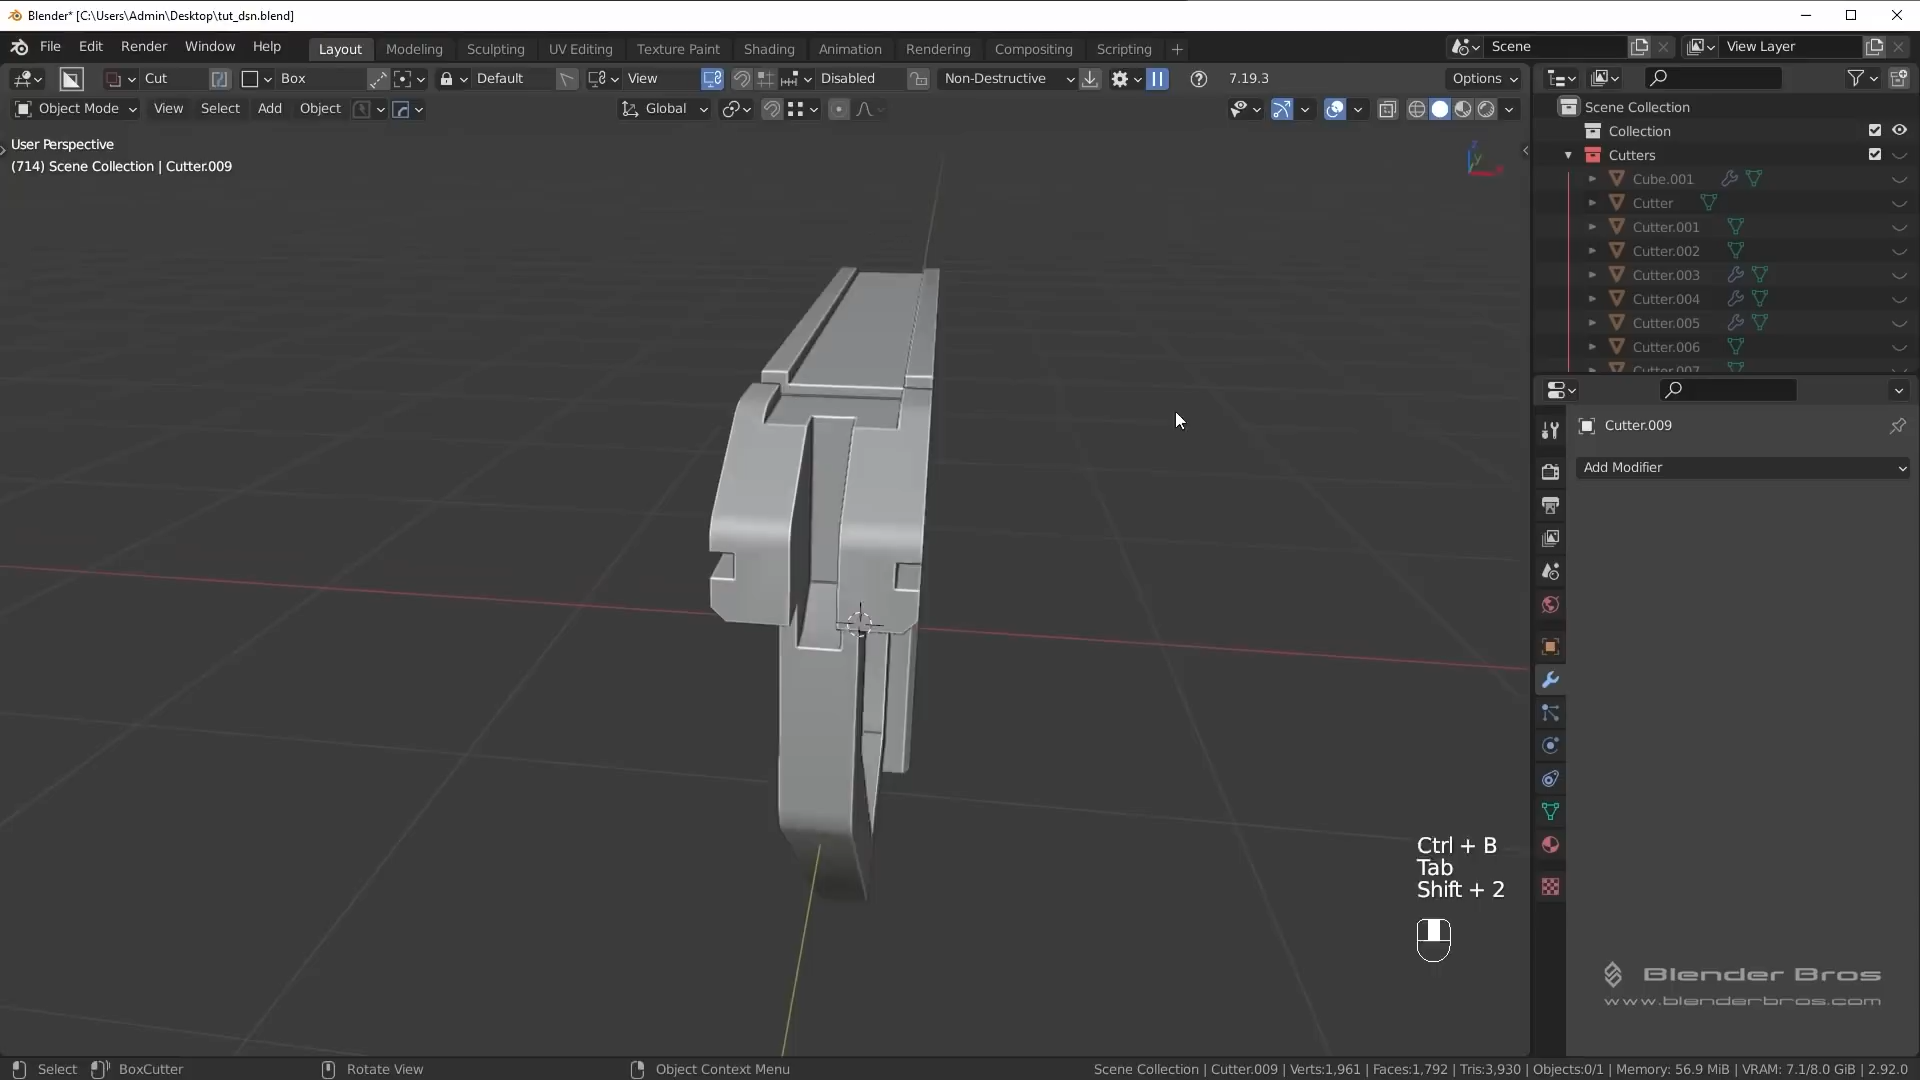 Blender* [C:\Users\Admin\Desktop\tut_dsn.blend]
File Edit Render Window Help Layout Modeling Sculpting UV Editing Texture Paint Shading Animation Rendering Compositing Scripting + Scene View Layer
Cut Box Default View Disabled Non-Destructive 7.19.3 Options
Object Mode View Select Add Object Global
User Perspective
(714) Scene Collection | Cutter.009
Scene Collection
Collection
Cutters
Cube.001
Cutter
Cutter.001
Cutter.002
Cutter.003
Cutter.004
Cutter.005
Cutter.006
Cutter.007
Cutter.009
Add Modifier
Ctrl + B
Tab
Shift + 2
Blender Bros
www.blenderbros.com
Select BoxCutter Rotate View Object Context Menu Scene Collection | Cutter.009 | Verts:1,961 | Faces:1,792 | Tris:3,930 | Objects:0/1 | Memory: 56.9 MiB | VRAM: 7.1/8.0 GiB | 2.92.0